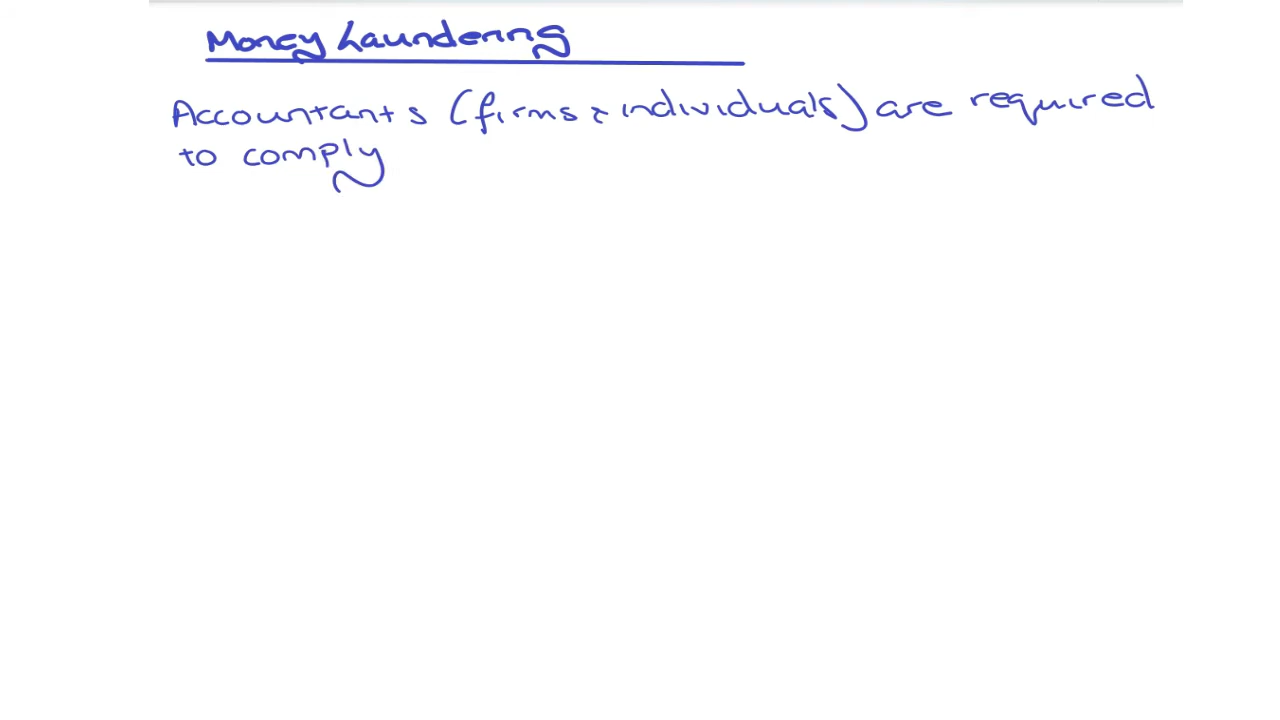 Money Laundering
Accountants (firms & individuals) are required
to comply